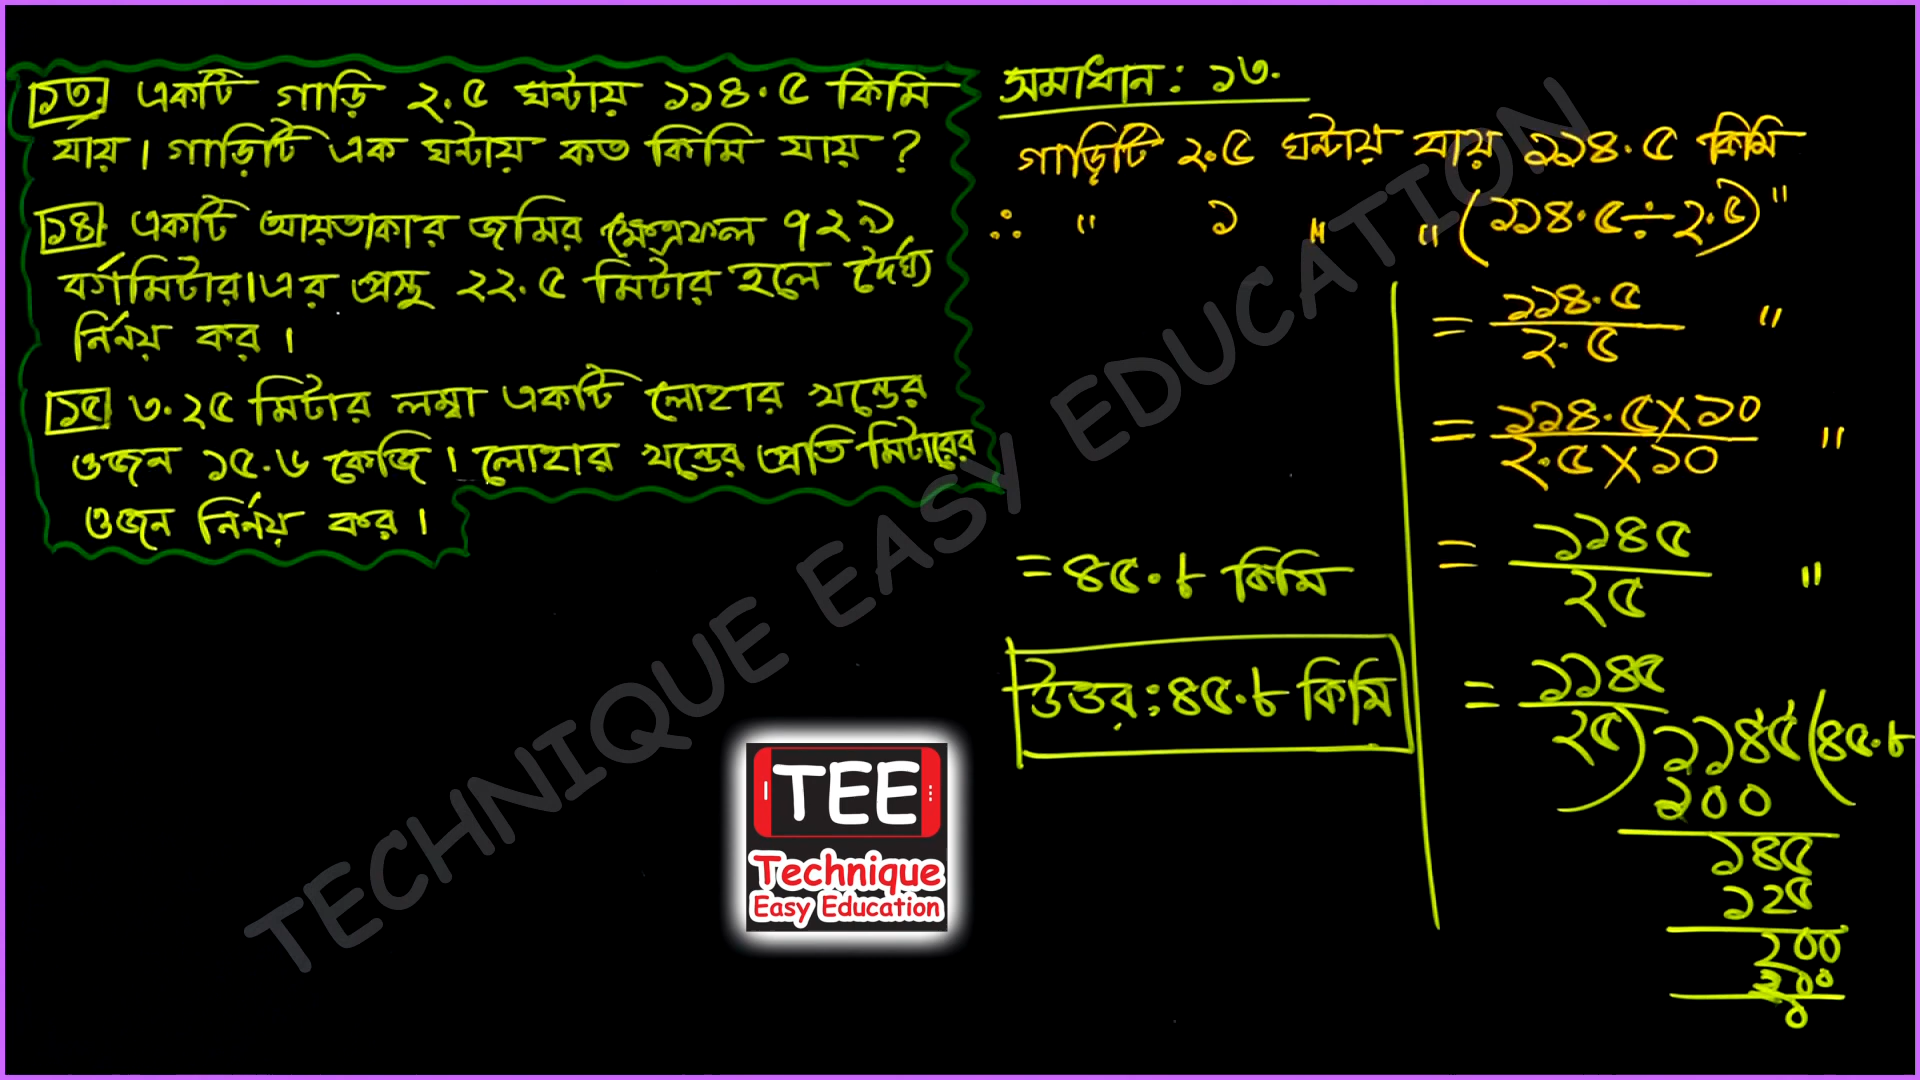 ১৩. একটি গাড়ি ২.৫ ঘন্টায় ১১৪.৫ কিমি
যায়। গাড়িটি এক ঘন্টায় কত কিমি যায়?
১৪. একটি আয়তাকার জমির ক্ষেত্রফল ৭২৯
বর্গমিটার। এর প্রস্থ ২২.৫ মিটার হলে দৈর্ঘ্য
নির্নয় কর।
১৫ ৩.২৫ মিটার লম্বা একটি লোহার খন্ডের
ওজন ১৫.৬ কেজি। লোহার খন্ডের প্রতি মিটারের
ওজন নির্নয় কর।
সমাধান: ১৩.
গাড়িটি ২.৫ ঘন্টায় যায় ১১৪.৫ কিমি
∴ " ১ " " (১১৪.৫÷২.৫) "
= ১১৪.৫ "
২.৫
= ১১৪.৫×১০ "
২.৫×১০
= ১১৪৫ "
২৫
= ১১৪৫
২৫) ১১৪৫ (৪৫.৮
১০০
১৪৫
১২৫
২০০
২০০
০
= ৪৫.৮ কিমি
উত্তর: ৪৫.৮ কিমি
TECHNIQUE EASY EDUCATION
TEE
Technique
Easy Education